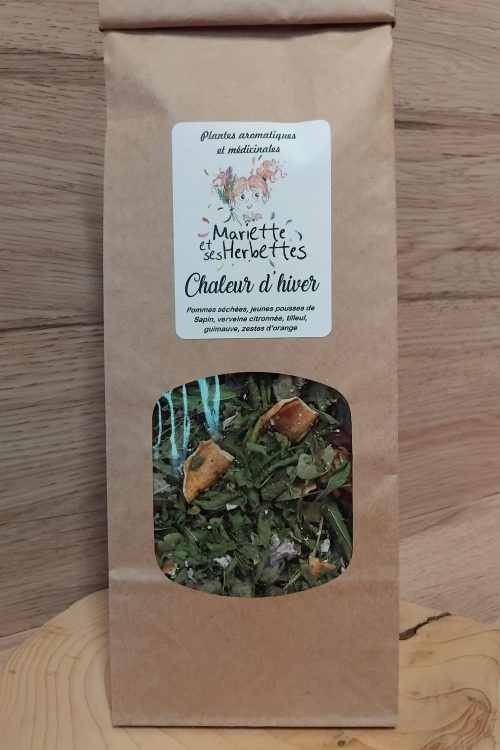 Plantes aromatiques
et médicinales
Mariette
et ses Herbettes
Chaleur d'hiver
Pommes séchées, jeunes pousses de
Sapin, verveine citronnée, tilleul,
guimauve, zestes d'orange